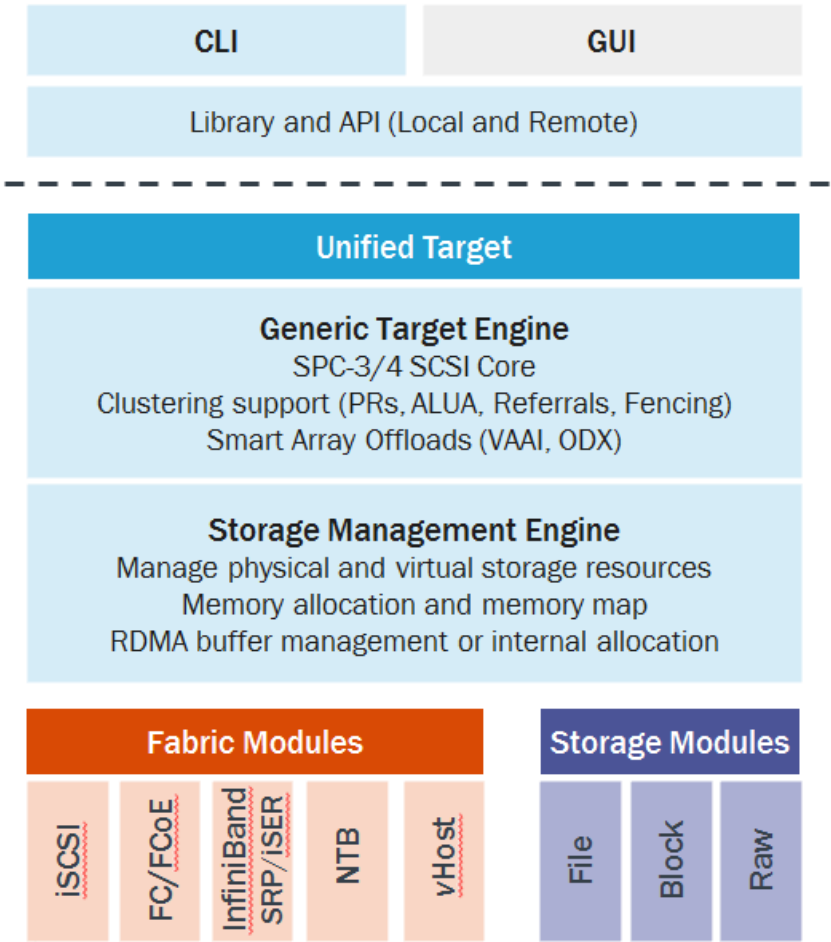 CLI
GUI
Library and API (Local and Remote)
Unified Target
Generic Target Engine
SPC-3/4 SCSI Core
Clustering support (PRs, ALUA, Referrals, Fencing)
Smart Array Offloads (VAAI, ODX)
Storage Management Engine
Manage physical and virtual storage resources
Memory allocation and memory map
RDMA buffer management or internal allocation
Fabric Modules
iSCSI
FC/FCoE
InfiniBand
SRP/iSER
NTB
vHost
Storage Modules
File
Block
Raw